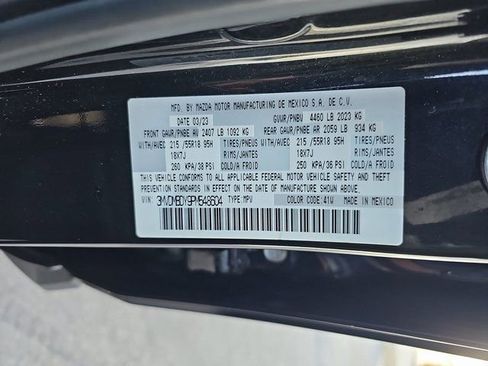 MFD. BY MAZDA MOTOR MANUFACTURING DE MEXICO S.A. DE C.V.
DATE 03/23 GVWR/PNBV 4460 LB 2023 KG
FRONT GAWR/PNBE AV 2407 LB 1092 KG REAR GAWR/PNBE AR 2059 LB 934 KG
WITH/AVEC 215/55R18 95H TIRES/PNEUS WITH/AVEC 215/55R18 95H TIRES/PNEUS
18X7J RIMS/JANTES 18X7J RIMS/JANTES
260 KPA/38 PSI COLD/A FROID 250 KPA/36 PSI COLD/A FROID
THIS VEHICLE CONFORMS TO ALL APPLICABLE FEDERAL MOTOR VEHICLE SAFETY AND THEFT
PREVENTION STANDARDS IN EFFECT ON THE DATE OF MANUFACTURE SHOWN ABOVE.
VIN: TYPE: MPV COLOR CODE: 41W MADE IN MEXICO